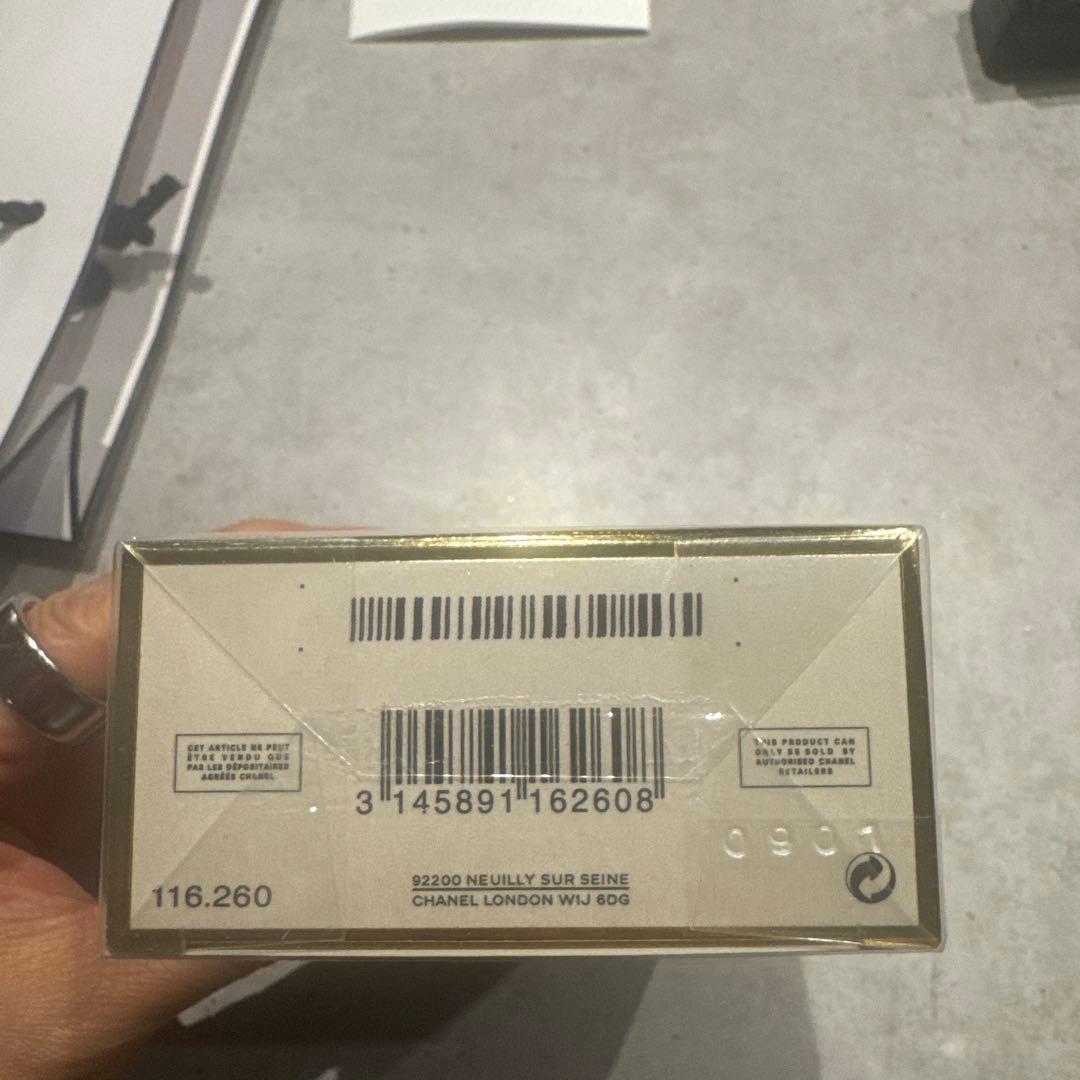 CET ARTICLE NE PEUT
ÊTRE VENDU QUE
PAR LES DÉPOSITAIRES
AGRÉÉS CHANEL
THIS PRODUCT CAN
ONLY BE SOLD BY
AUTHORISED CHANEL
RETAILERS
3 145891 162608
0901
116.260
92200 NEUILLY SUR SEINE
CHANEL LONDON W1J 6DG